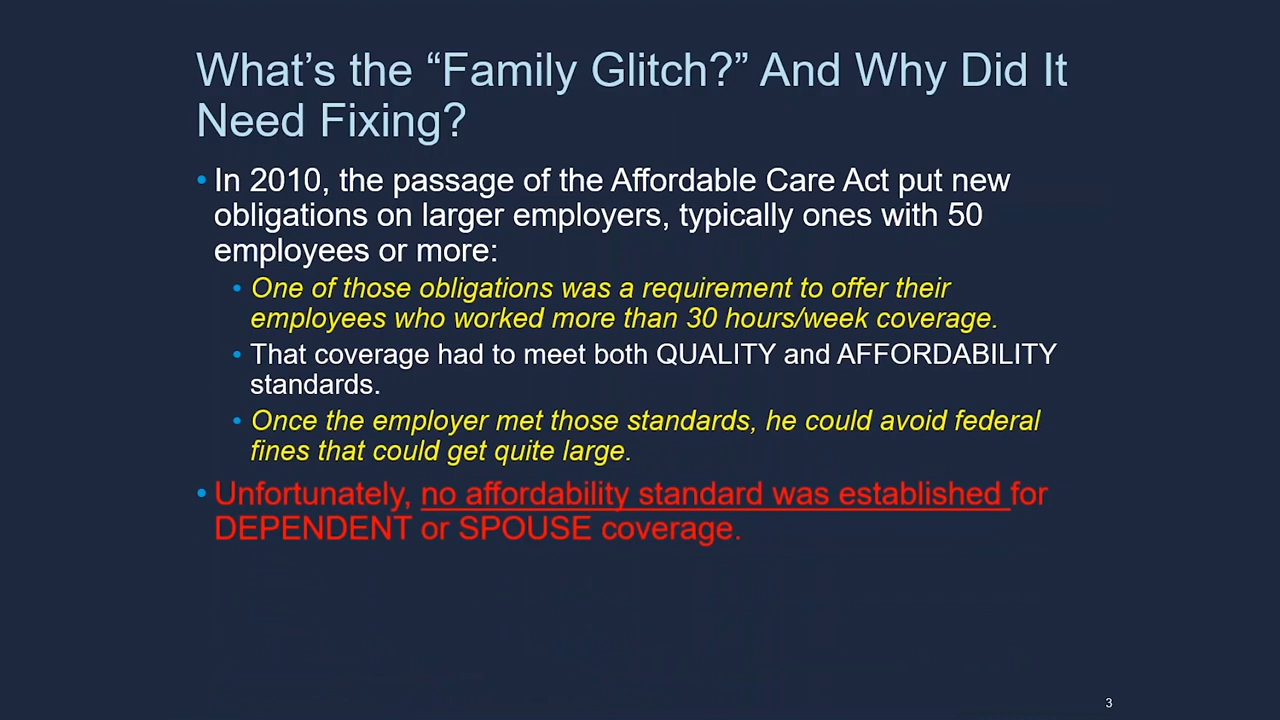 What’s the “Family Glitch?” And Why Did It
Need Fixing?
• In 2010, the passage of the Affordable Care Act put new
obligations on larger employers, typically ones with 50
employees or more:
• One of those obligations was a requirement to offer their
employees who worked more than 30 hours/week coverage.
• That coverage had to meet both QUALITY and AFFORDABILITY
standards.
• Once the employer met those standards, he could avoid federal
fines that could get quite large.
• Unfortunately, no affordability standard was established for
DEPENDENT or SPOUSE coverage.
3